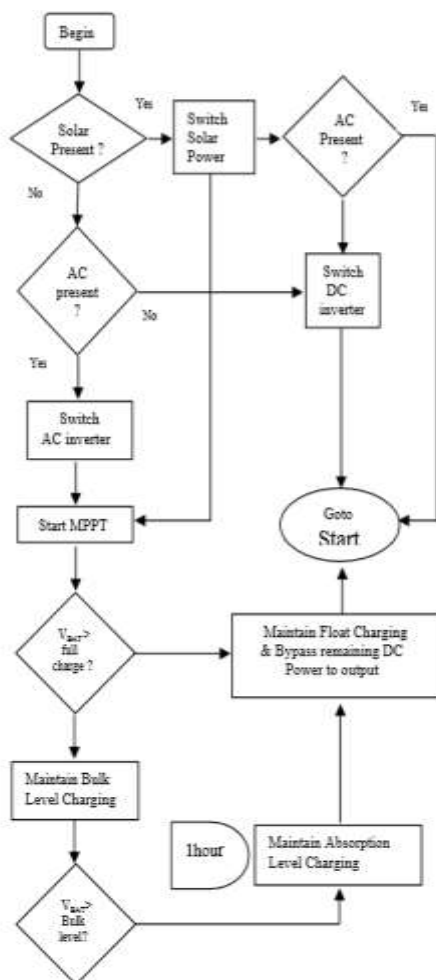 Begin
Solar
Present ?
Yes
Switch
Solar
Power
AC
Present
?
Yes
No
AC
present
?
No
Switch
DC
inverter
Yes
Switch
AC inverter
Start MPPT
Goto
Start
V_BAT>
full
charge ?
Maintain Float Charging
& Bypass remaining DC
Power to output
Maintain Bulk
Level Charging
1hour
Maintain Absorption
Level Charging
V_BAT>
Bulk
level?